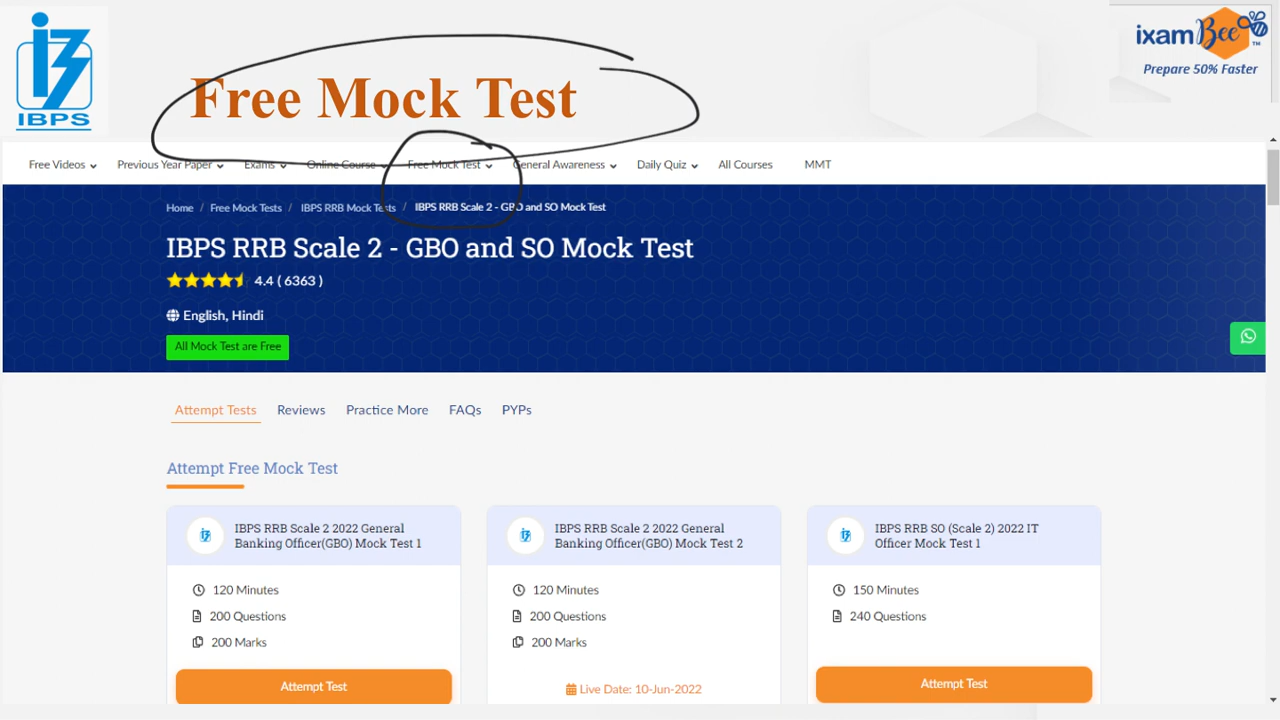 IBPS
ixamBee™
Prepare 50% Faster
Free Mock Test
Free Videos Previous Year Paper Exams Online Course Free Mock Test General Awareness Daily Quiz All Courses MMT
Home / Free Mock Tests / IBPS RRB Mock Tests / IBPS RRB Scale 2 - GBO and SO Mock Test
IBPS RRB Scale 2 - GBO and SO Mock Test
4.4 ( 6363 )
English, Hindi
All Mock Test are Free
Attempt Tests Reviews Practice More FAQs PYPs
Attempt Free Mock Test
IBPS RRB Scale 2 2022 General
Banking Officer(GBO) Mock Test 1
120 Minutes
200 Questions
200 Marks
Attempt Test
IBPS RRB Scale 2 2022 General
Banking Officer(GBO) Mock Test 2
120 Minutes
200 Questions
200 Marks
Live Date: 10-Jun-2022
IBPS RRB SO (Scale 2) 2022 IT
Officer Mock Test 1
150 Minutes
240 Questions
Attempt Test